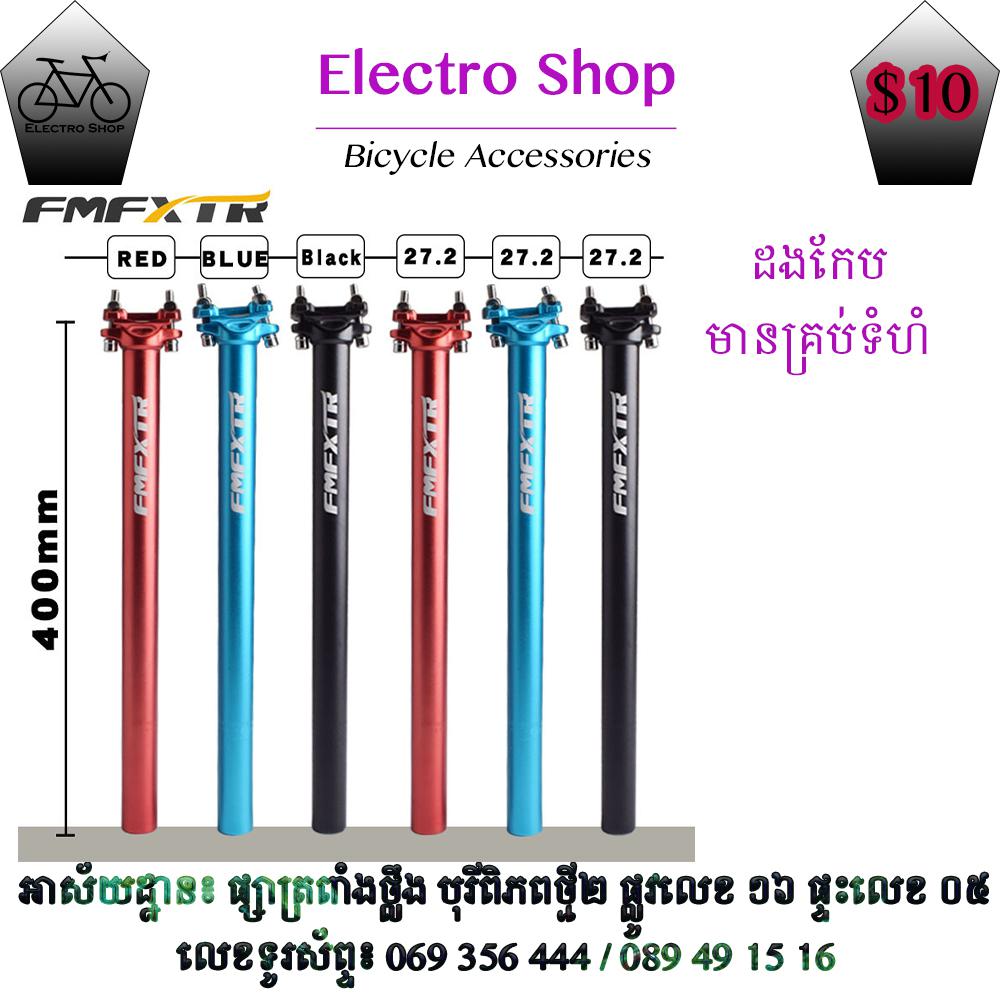 Electro Shop
Electro Shop
$10
Bicycle Accessories
FMFXTR
RED BLUE Black 27.2 27.2 27.2
ដងកែប
មានគ្រប់ទំហំ
400mm
FMFXTR FMFXTR FMFXTR FMFXTR FMFXTR FMFXTR
អាស័យដ្ឋាន៖ ផ្សាត្រពាំងថ្លឹង បុរីពិភពថ្មី២ ផ្លូវលេខ ១៦ ផ្ទះលេខ ០៥
លេខទូរស័ព្ទ៖ 069 356 444 / 089 49 15 16